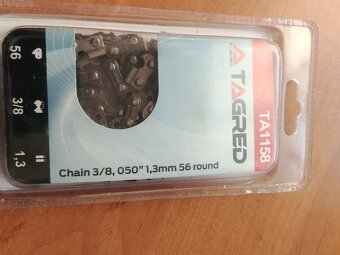 TAGRED
TA1158
56
3/8
1,3
Chain 3/8, 050" 1,3mm 56 round